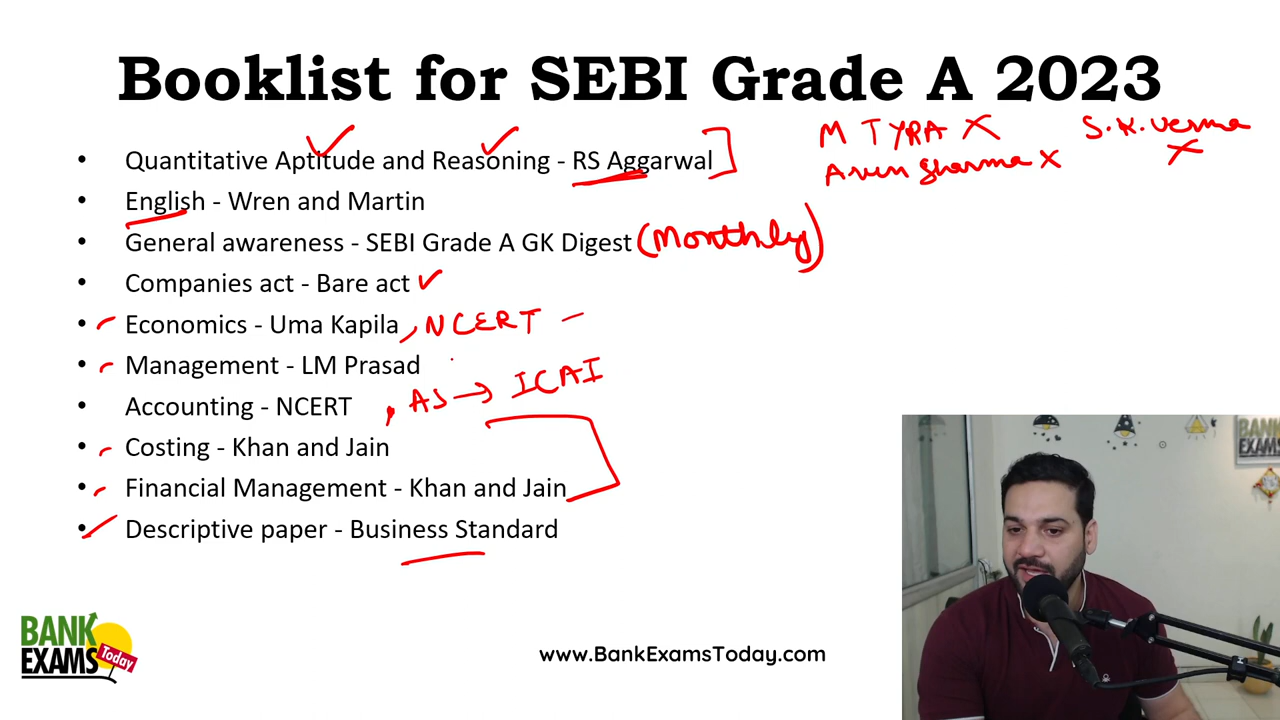 Booklist for SEBI Grade A 2023
M TYRA X
S.K. Verma X
Arun Sharma X
• Quantitative Aptitude and Reasoning - RS Aggarwal
• English - Wren and Martin
• General awareness - SEBI Grade A GK Digest (Monthly)
• Companies act - Bare act
• Economics - Uma Kapila , NCERT -
• Management - LM Prasad
• Accounting - NCERT , AS → ICAI
• Costing - Khan and Jain
• Financial Management - Khan and Jain
• Descriptive paper - Business Standard
BANK
EXAMS Today
www.BankExamsToday.com
BANK
EXAMS